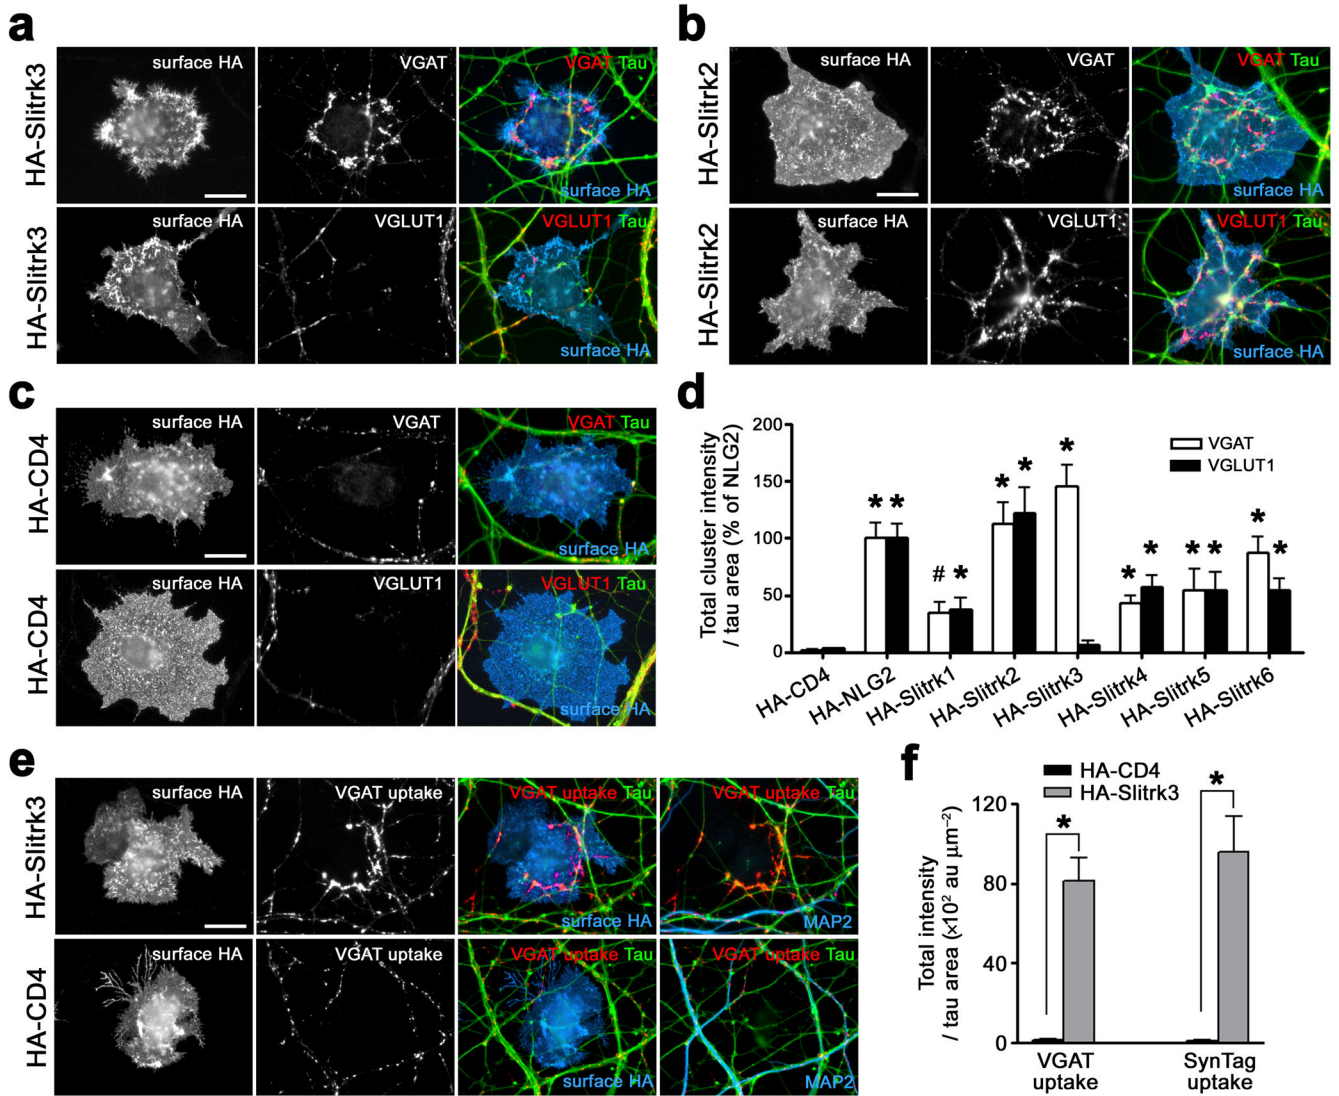 a
HA-Slitrk3
surface HA
VGAT
VGAT Tau
surface HA
HA-Slitrk3
surface HA
VGLUT1
VGLUT1 Tau
surface HA
b
HA-Slitrk2
surface HA
VGAT
VGAT Tau
surface HA
HA-Slitrk2
surface HA
VGLUT1
VGLUT1 Tau
surface HA
c
HA-CD4
surface HA
VGAT
VGAT Tau
surface HA
HA-CD4
surface HA
VGLUT1
VGLUT1 Tau
surface HA
d
Total cluster intensity
/ tau area (% of NLG2)
200
150
100
50
0
VGAT
VGLUT1
* * # * * * * * * * * * *
HA-CD4
HA-NLG2
HA-Slitrk1
HA-Slitrk2
HA-Slitrk3
HA-Slitrk4
HA-Slitrk5
HA-Slitrk6
e
HA-Slitrk3
surface HA
VGAT uptake
VGAT uptake Tau
surface HA
VGAT uptake Tau
MAP2
HA-CD4
surface HA
VGAT uptake
VGAT uptake Tau
surface HA
VGAT uptake Tau
MAP2
f
HA-CD4
HA-Slitrk3
Total intensity
/ tau area (×10² au µm⁻²)
120
80
40
0
*
*
VGAT
uptake
SynTag
uptake